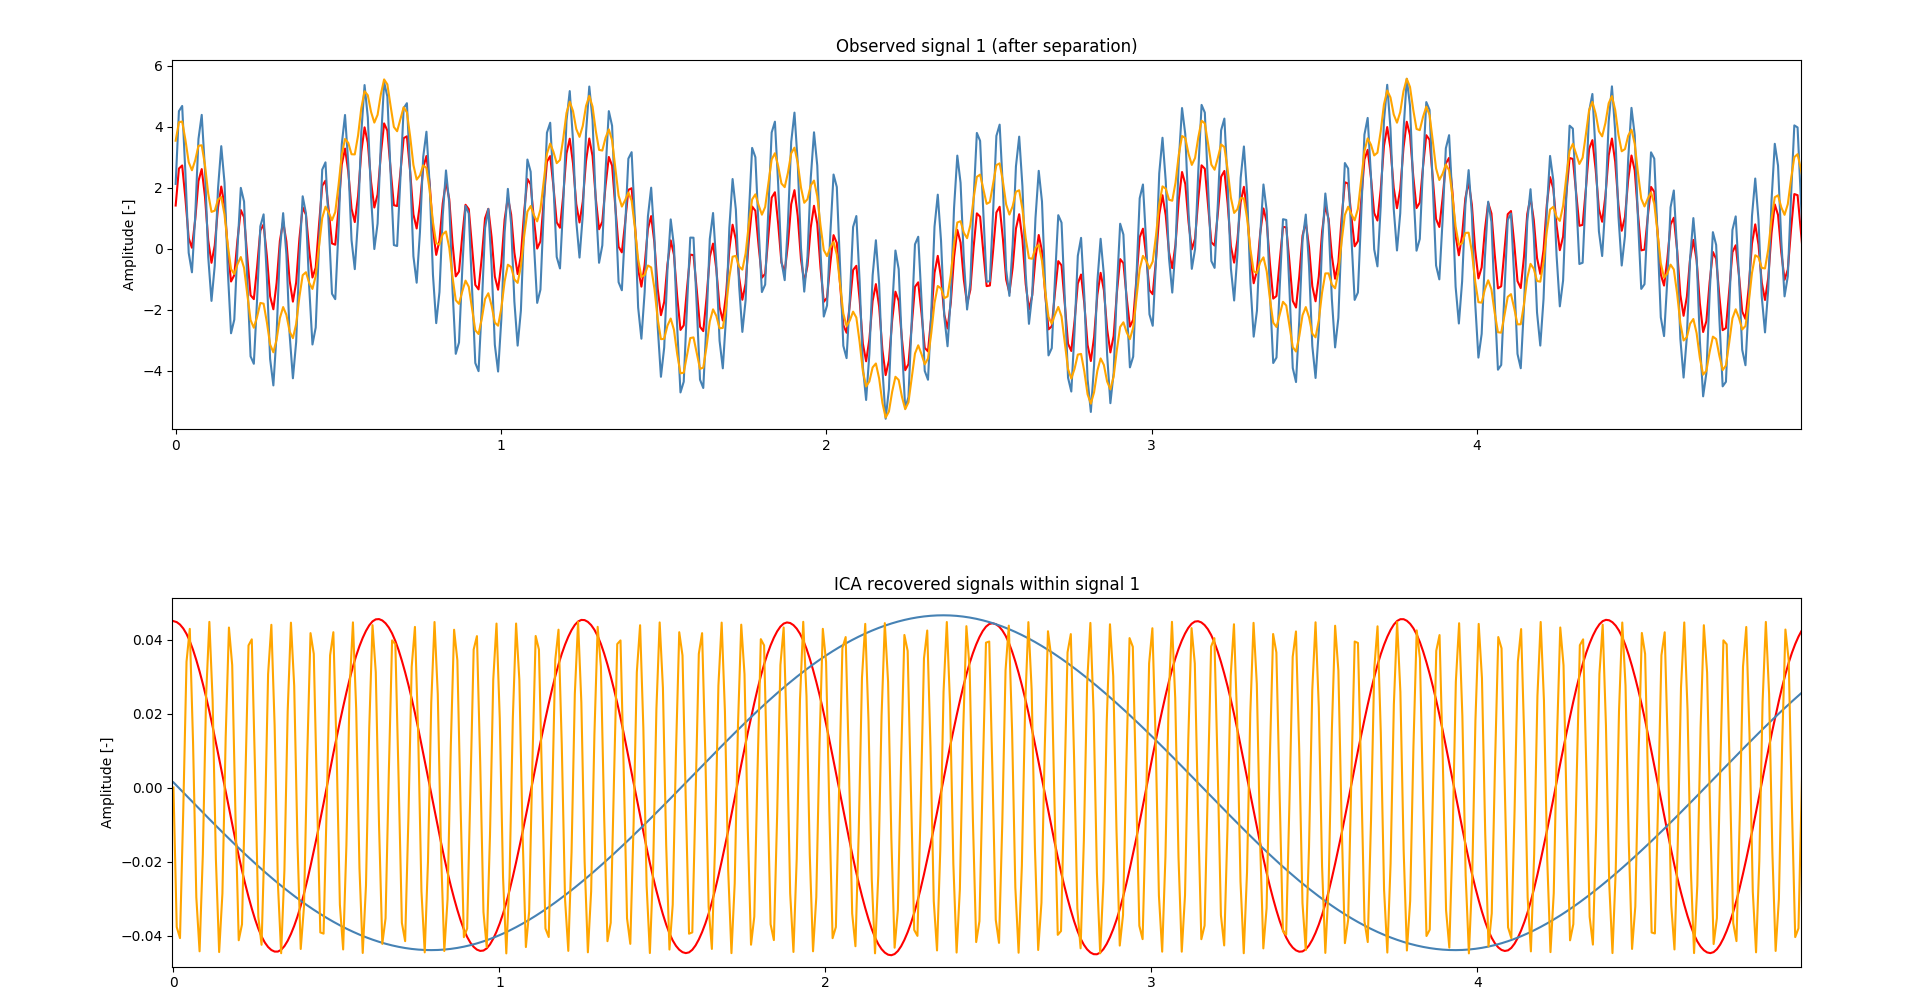 Observed signal 1 (after separation)
6
4
2
0
−2
−4
Amplitude [-]
0 1 2 3 4
ICA recovered signals within signal 1
0.04
0.02
0.00
−0.02
−0.04
Amplitude [-]
0 1 2 3 4